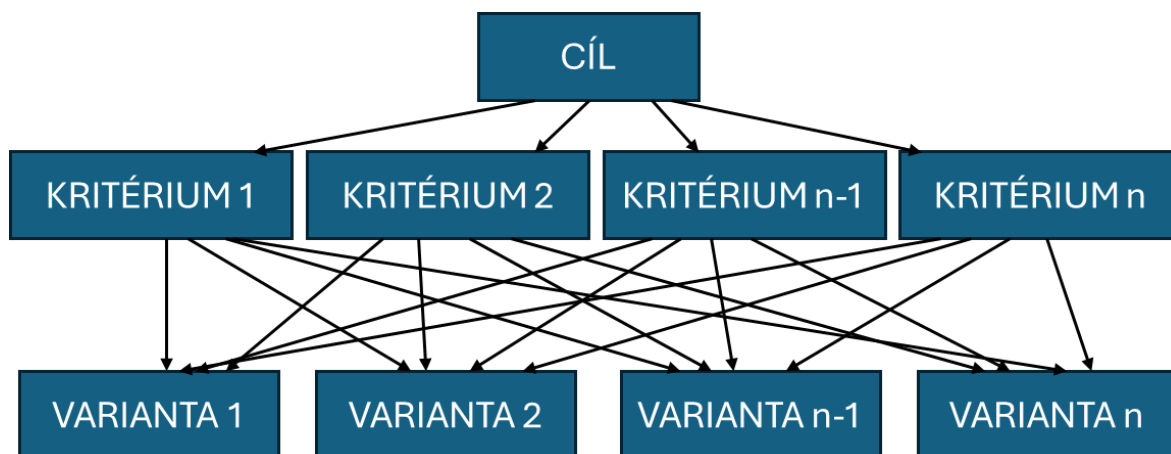 CÍL
KRITÉRIUM 1
KRITÉRIUM 2
KRITÉRIUM n-1
KRITÉRIUM n
VARIANTA 1
VARIANTA 2
VARIANTA n-1
VARIANTA n